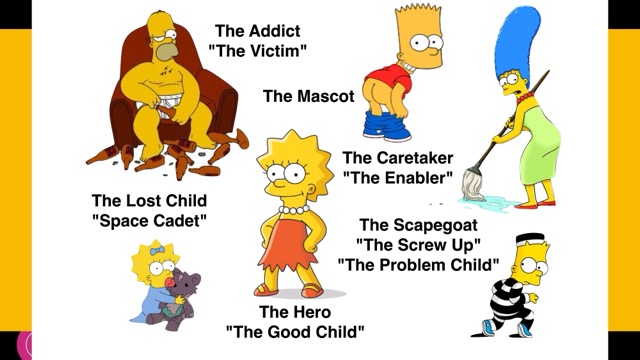 The Addict
"The Victim"
The Mascot
The Caretaker
"The Enabler"
The Lost Child
"Space Cadet"
The Scapegoat
"The Screw Up"
"The Problem Child"
The Hero
"The Good Child"